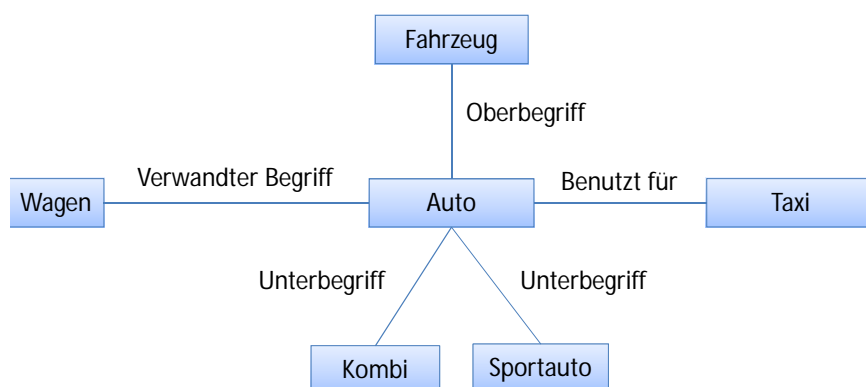 Fahrzeug
Oberbegriff
Verwandter Begriff
Benutzt für
Wagen
Auto
Taxi
Unterbegriff
Unterbegriff
Kombi
Sportauto